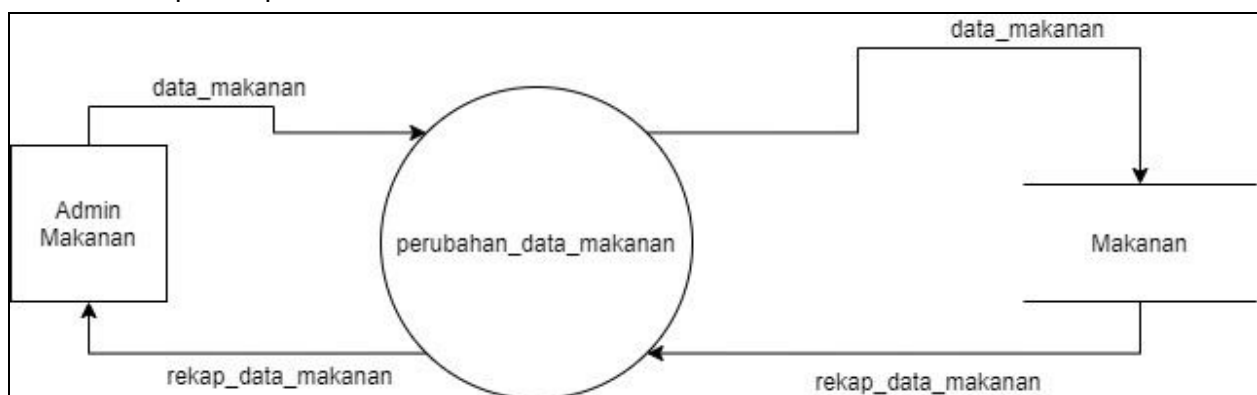 data_makanan
data_makanan
Admin
Makanan
perubahan_data_makanan
Makanan
rekap_data_makanan
rekap_data_makanan